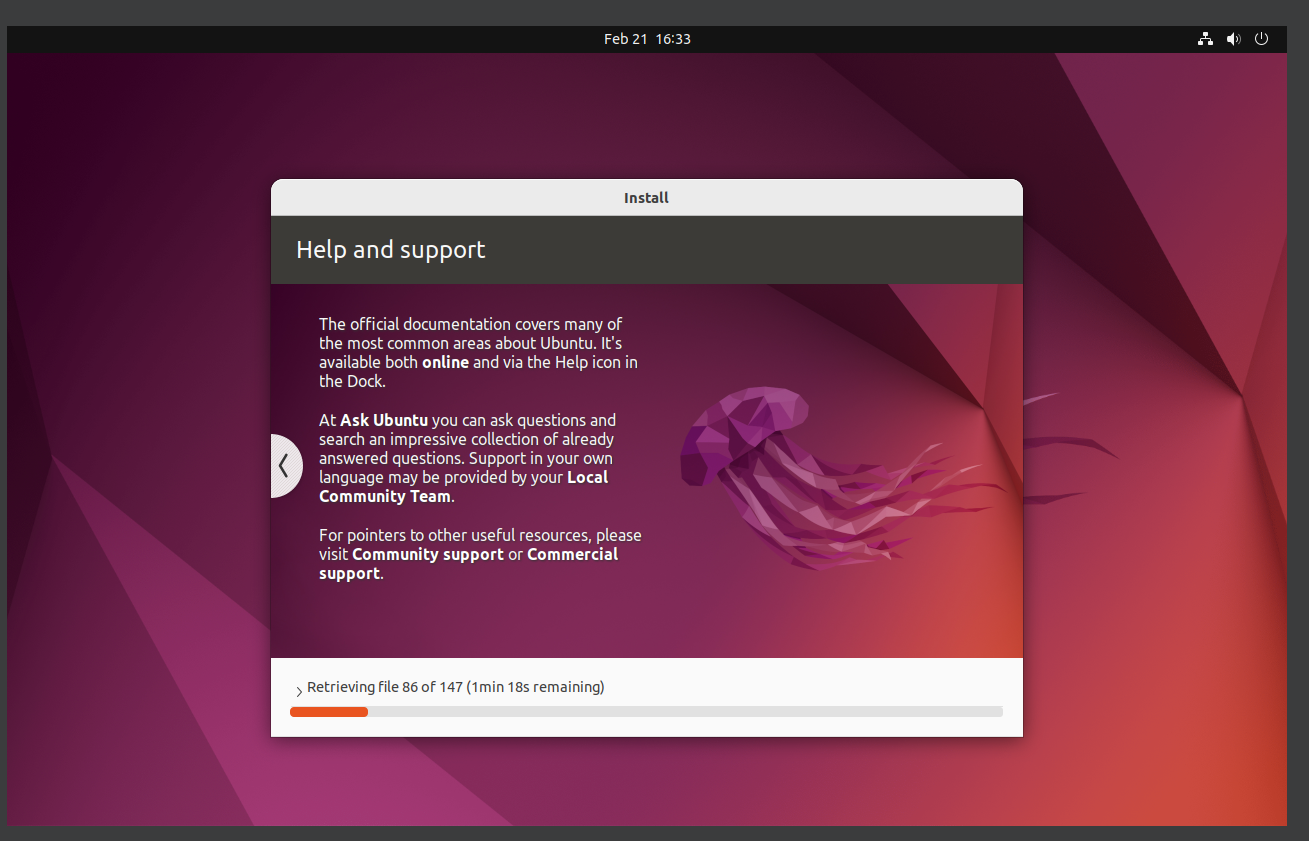 Feb 21 16:33
Install
Help and support
The official documentation covers many of
the most common areas about Ubuntu. It's
available both online and via the Help icon in
the Dock.
At Ask Ubuntu you can ask questions and
search an impressive collection of already
answered questions. Support in your own
language may be provided by your Local
Community Team.
For pointers to other useful resources, please
visit Community support or Commercial
support.
Retrieving file 86 of 147 (1min 18s remaining)